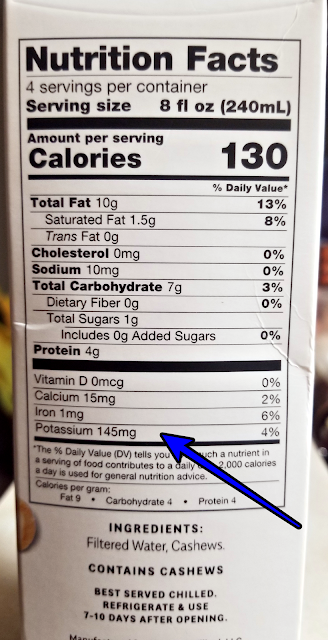 Nutrition Facts
4 servings per container
Serving size 8 fl oz (240mL)
Amount per serving
Calories 130
% Daily Value*
Total Fat 10g 13%
Saturated Fat 1.5g 8%
Trans Fat 0g
Cholesterol 0mg 0%
Sodium 10mg 0%
Total Carbohydrate 7g 3%
Dietary Fiber 0g 0%
Total Sugars 1g
Includes 0g Added Sugars 0%
Protein 4g
Vitamin D 0mcg 0%
Calcium 15mg 2%
Iron 1mg 6%
Potassium 145mg 4%
*The % Daily Value (DV) tells you such a nutrient in
a serving of food contributes to a daily 2,000 calories
a day is used for general nutrition advice.
Calories per gram:
Fat 9 • Carbohydrate 4 • Protein 4
INGREDIENTS:
Filtered Water, Cashews.
CONTAINS CASHEWS
BEST SERVED CHILLED.
REFRIGERATE & USE
7-10 DAYS AFTER OPENING.